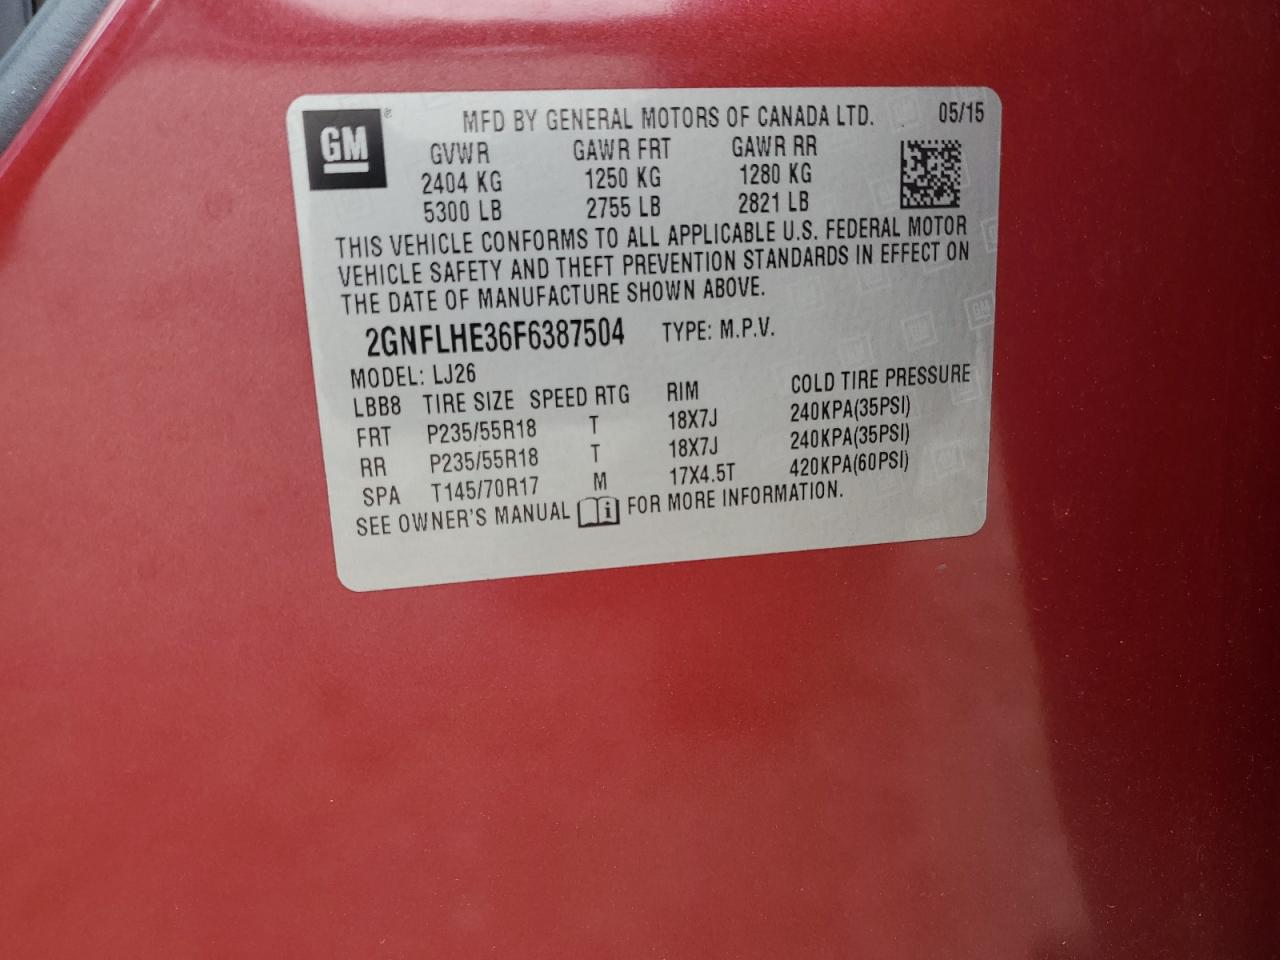 GM
MFD BY GENERAL MOTORS OF CANADA LTD. 05/15
GVWR GAWR FRT GAWR RR
2404 KG 1250 KG 1280 KG
5300 LB 2755 LB 2821 LB
THIS VEHICLE CONFORMS TO ALL APPLICABLE U.S. FEDERAL MOTOR
VEHICLE SAFETY AND THEFT PREVENTION STANDARDS IN EFFECT ON
THE DATE OF MANUFACTURE SHOWN ABOVE.
2GNFLHE36F6387504 TYPE: M.P.V.
MODEL: LJ26
LBB8 TIRE SIZE SPEED RTG RIM COLD TIRE PRESSURE
FRT P235/55R18 T 18X7J 240KPA(35PSI)
RR P235/55R18 T 18X7J 240KPA(35PSI)
SPA T145/70R17 M 17X4.5T 420KPA(60PSI)
SEE OWNER'S MANUAL i FOR MORE INFORMATION.